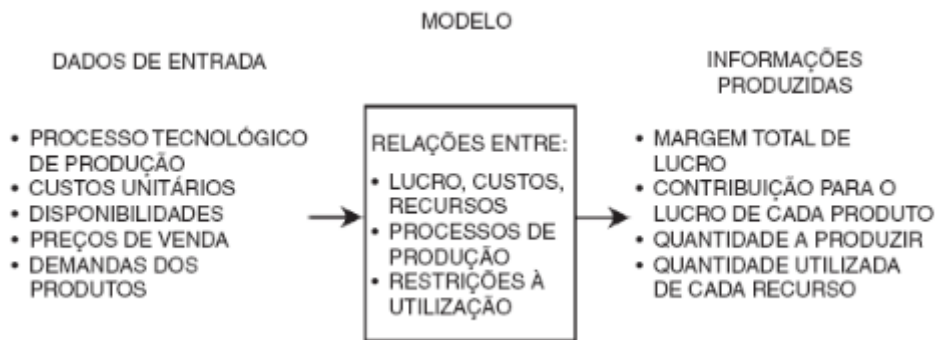 MODELO
DADOS DE ENTRADA
• PROCESSO TECNOLÓGICO
DE PRODUÇÃO
• CUSTOS UNITÁRIOS
• DISPONIBILIDADES
• PREÇOS DE VENDA
• DEMANDAS DOS
PRODUTOS
RELAÇÕES ENTRE:
• LUCRO, CUSTOS,
RECURSOS
• PROCESSOS DE
PRODUÇÃO
• RESTRIÇÕES À
UTILIZAÇÃO
INFORMAÇÕES
PRODUZIDAS
• MARGEM TOTAL DE
LUCRO
• CONTRIBUIÇÃO PARA O
LUCRO DE CADA PRODUTO
• QUANTIDADE A PRODUZIR
• QUANTIDADE UTILIZADA
DE CADA RECURSO